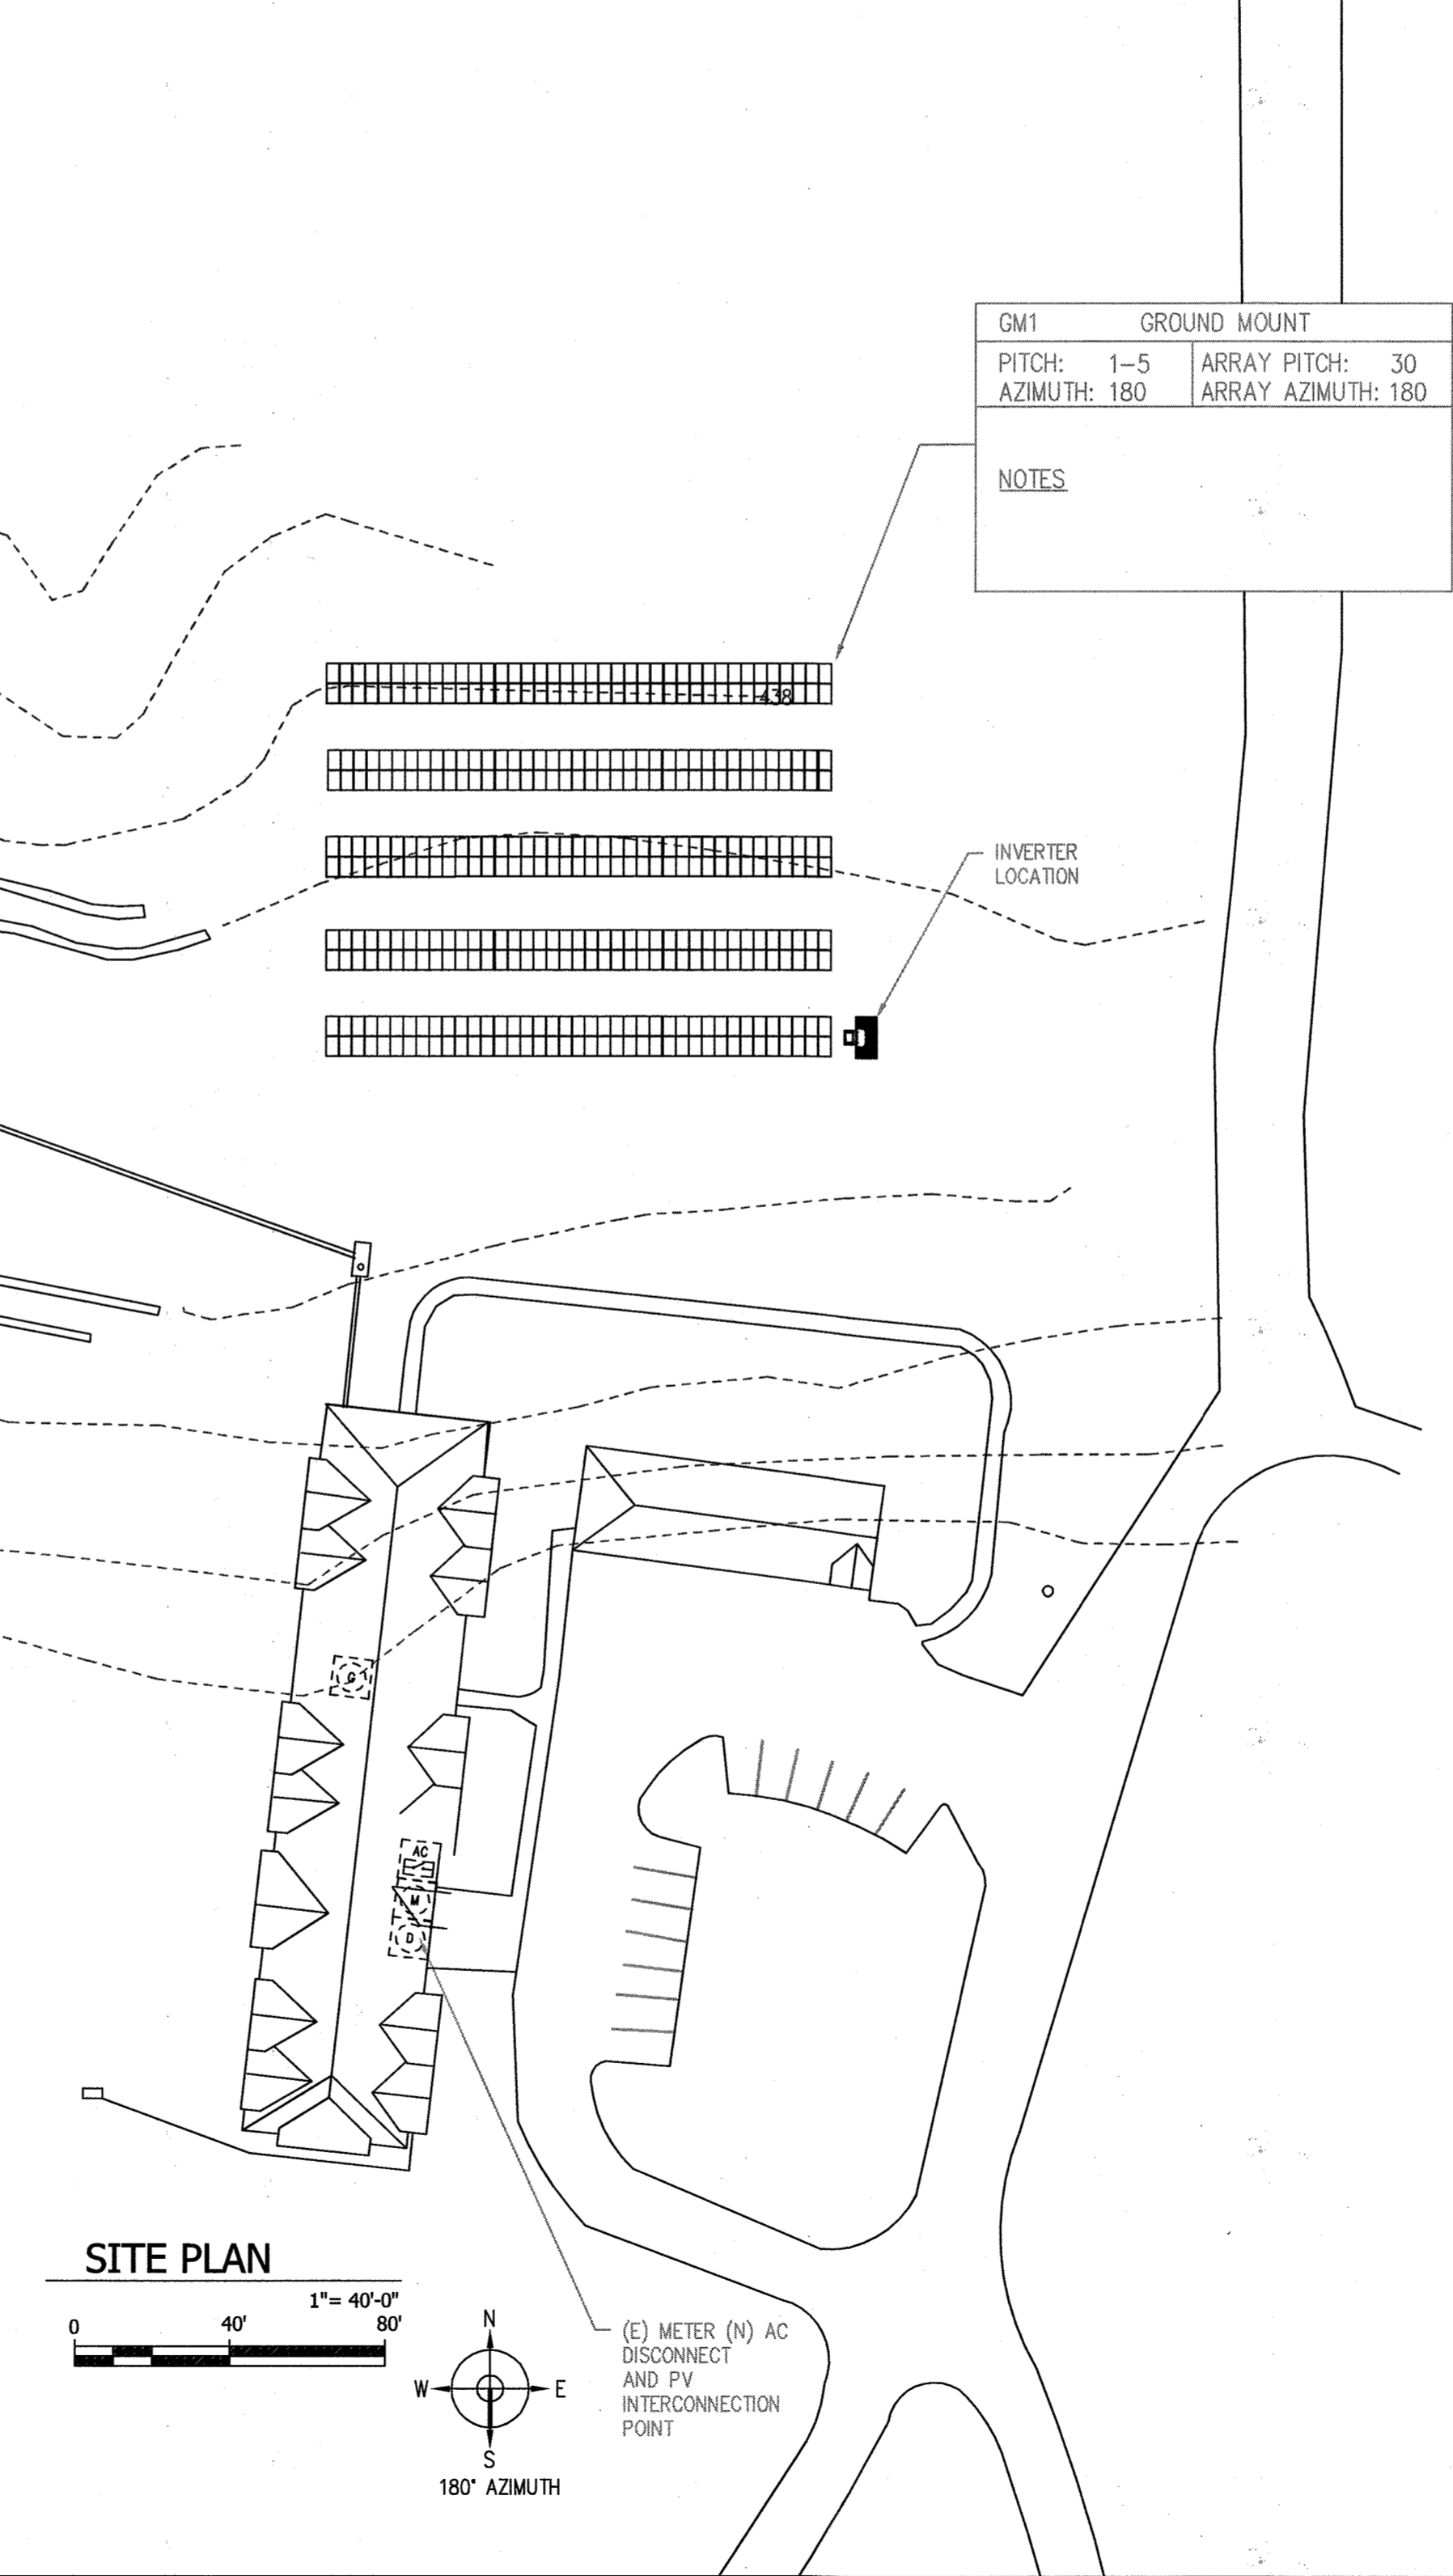 GM1 GROUND MOUNT
PITCH: 1-5 ARRAY PITCH: 30
AZIMUTH: 180 ARRAY AZIMUTH: 180
NOTES
438
INVERTER
LOCATION
G
AC
M
D
SITE PLAN
1"= 40'-0"
0 40' 80'
N
W E
S
180° AZIMUTH
(E) METER (N) AC
DISCONNECT
AND PV
INTERCONNECTION
POINT